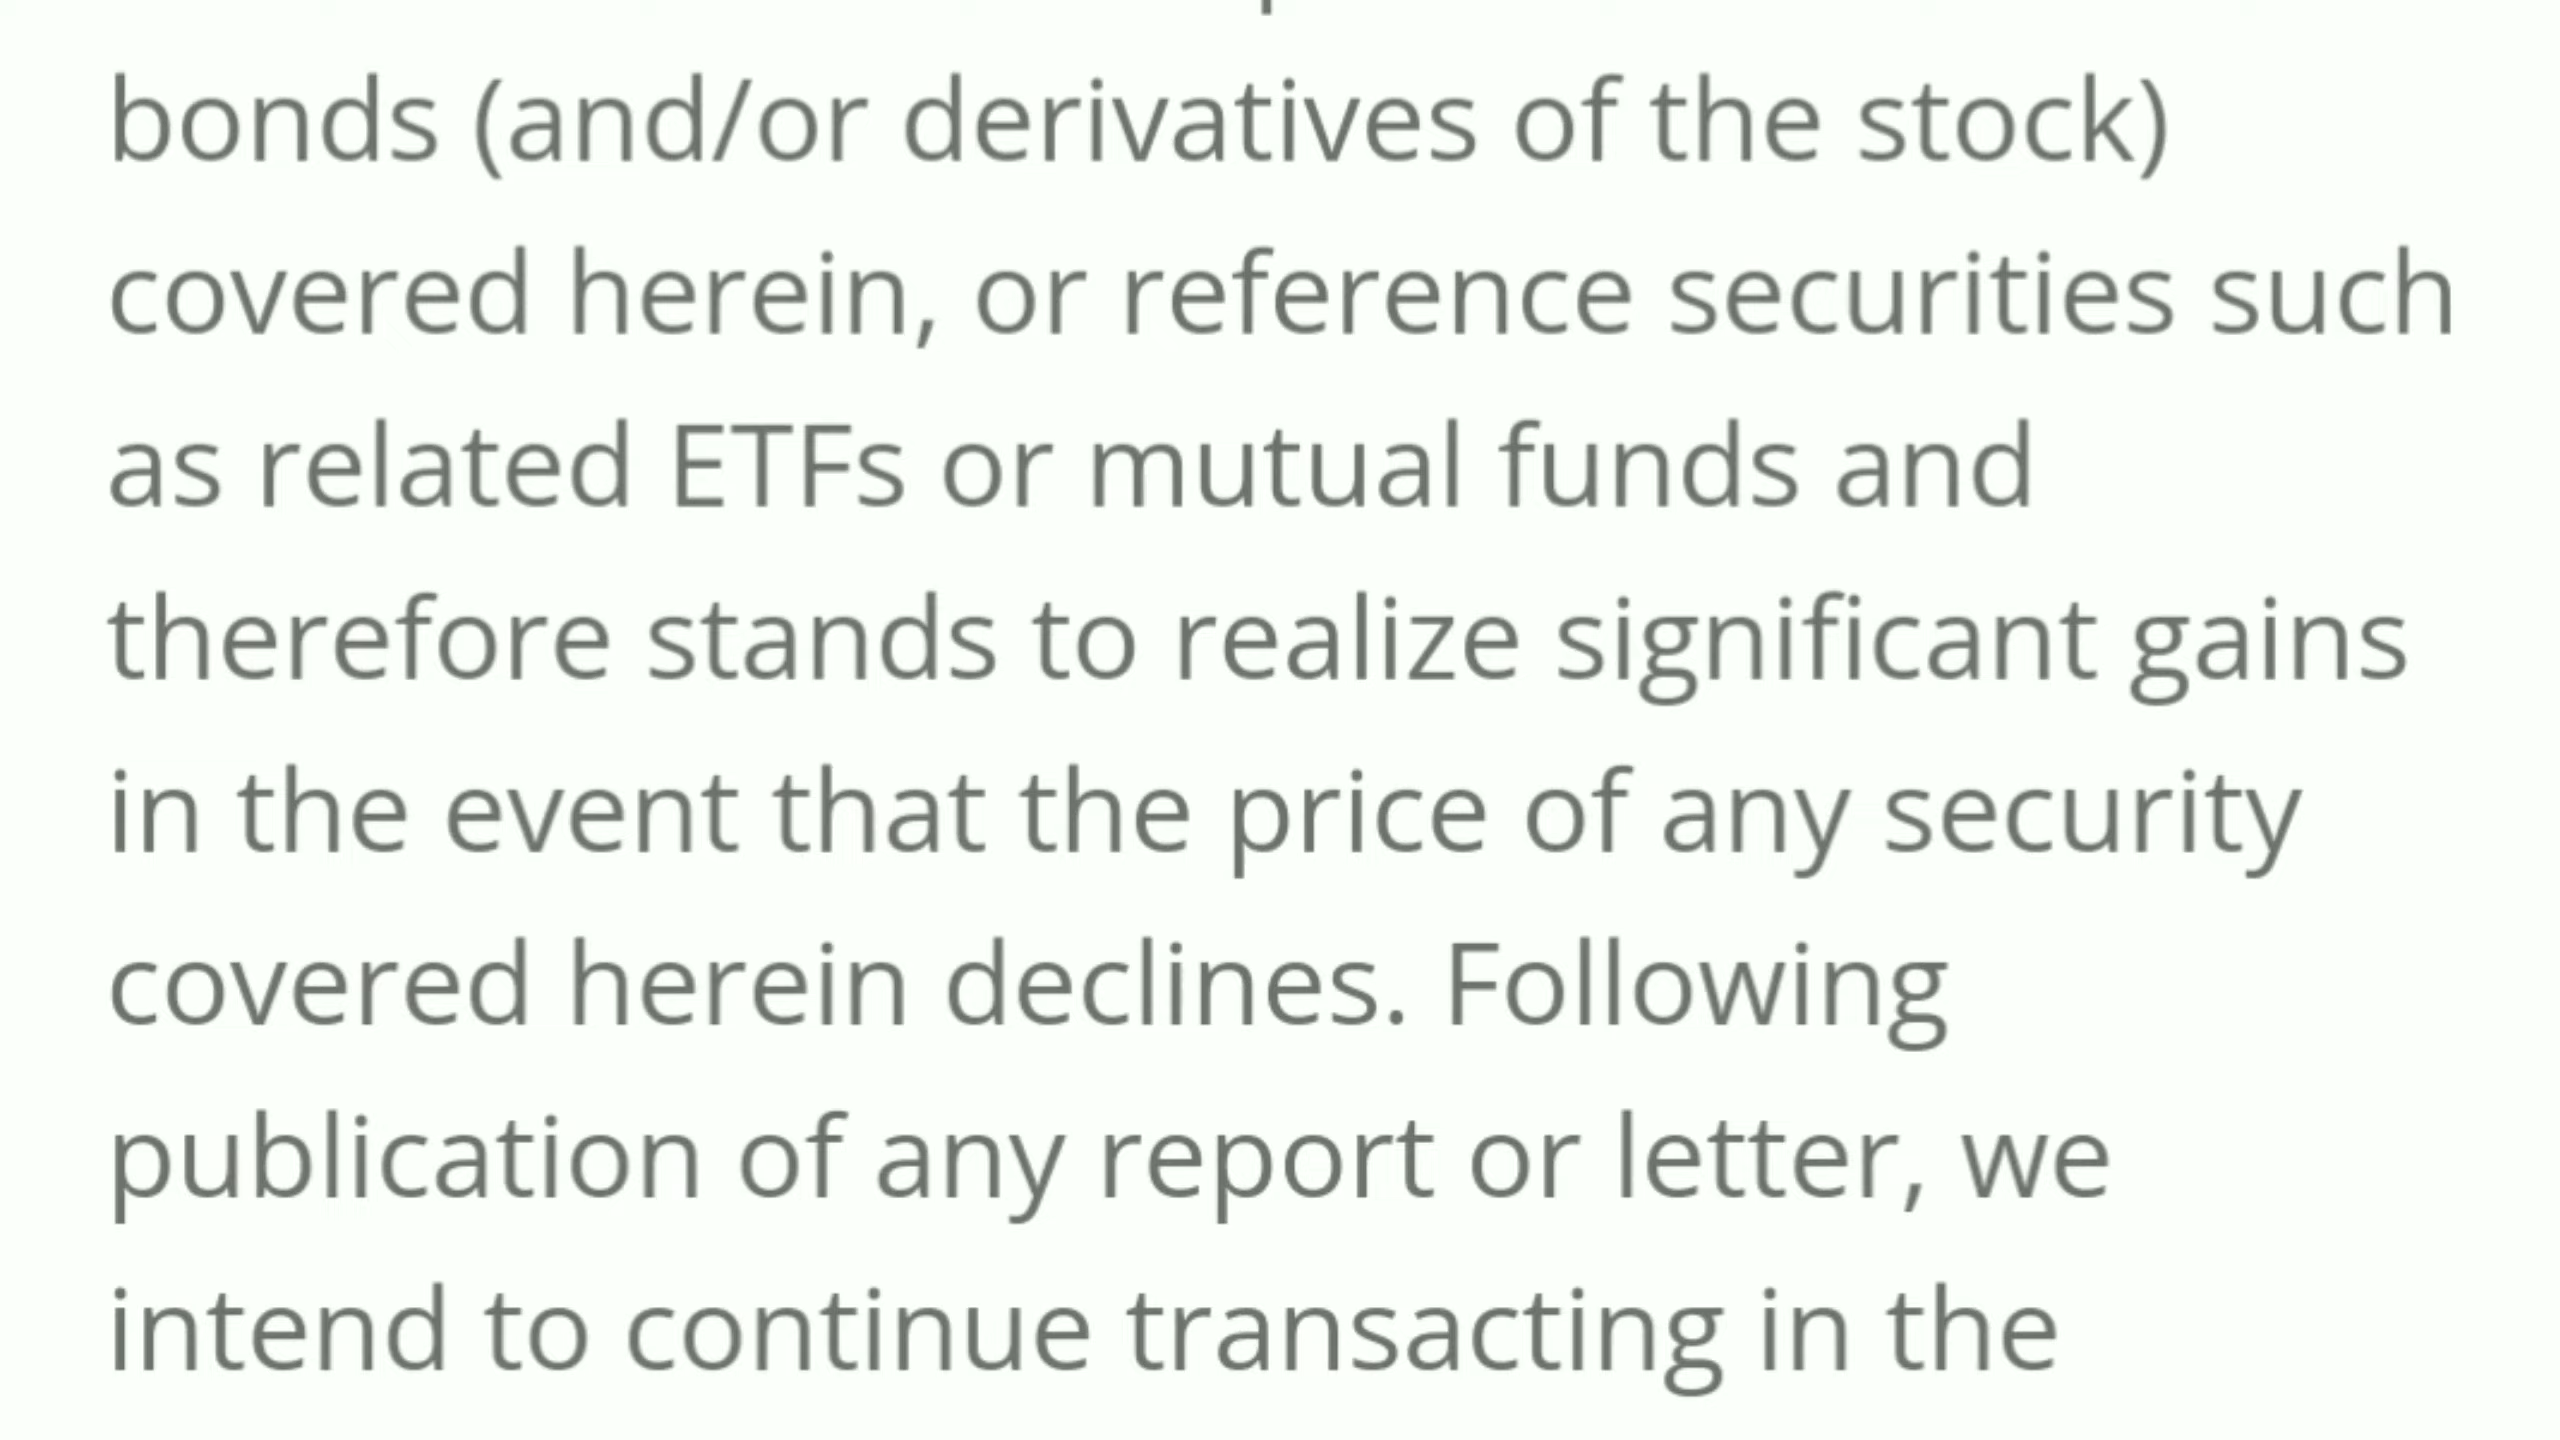 bonds (and/or derivatives of the stock)
covered herein, or reference securities such
as related ETFs or mutual funds and
therefore stands to realize significant gains
in the event that the price of any security
covered herein declines. Following
publication of any report or letter, we
intend to continue transacting in the